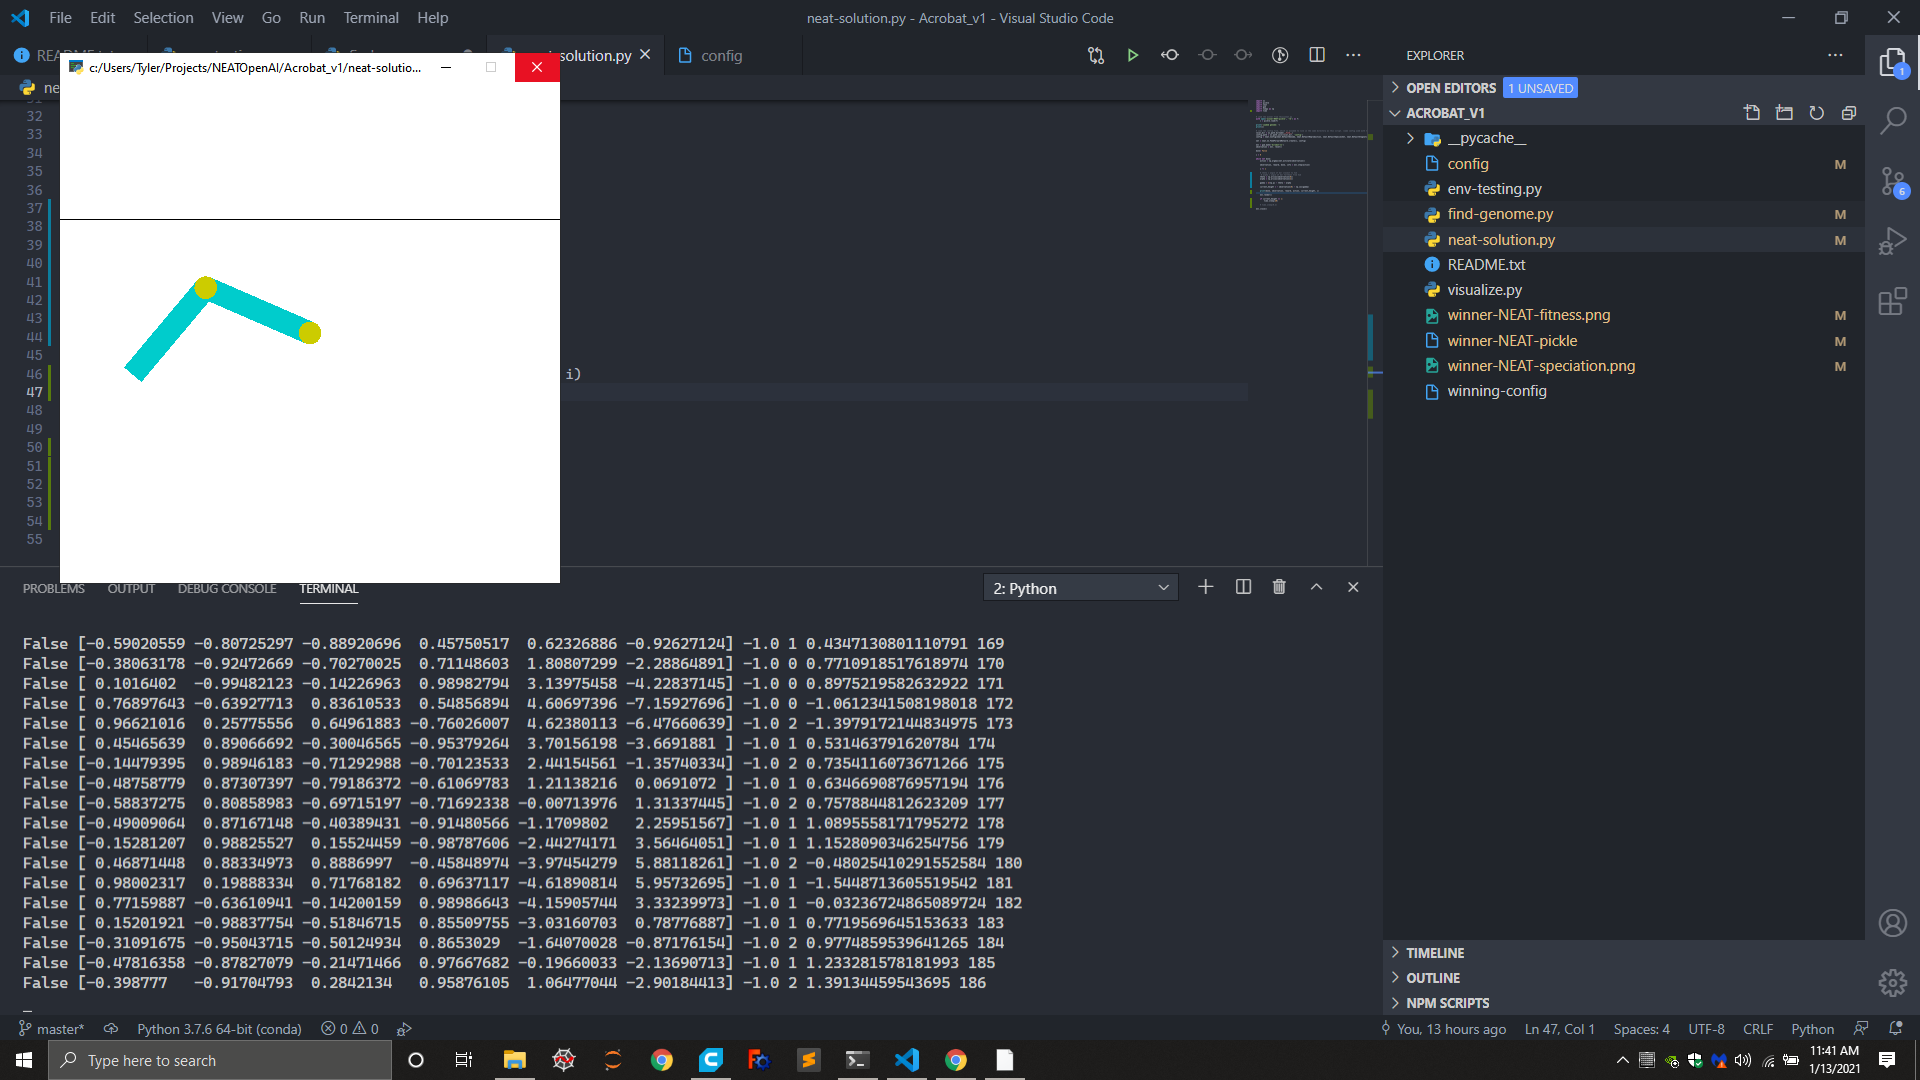 File Edit Selection View Go Run Terminal Help
neat-solution.py - Acrobat_v1 - Visual Studio Code
solution.py
config
EXPLORER
c:/Users/Tyler/Projects/NEATOpenAI/Acrobat_v1/neat-solutio...
ne
OPEN EDITORS 1 UNSAVED
ACROBAT_V1
__pycache__
config M
env-testing.py
find-genome.py M
neat-solution.py M
README.txt
visualize.py
winner-NEAT-fitness.png M
winner-NEAT-pickle M
winner-NEAT-speciation.png M
winning-config
1
6
32
33
34
35
36
37
38
39
40
41
42
43
44
45
46 i)
47
48
49
50
51
52
53
54
55
PROBLEMS OUTPUT DEBUG CONSOLE TERMINAL
2: Python
False [-0.59020559 -0.80725297 -0.88920696 0.45750517 0.62326886 -0.92627124] -1.0 1 0.4347130801110791 169
False [-0.38063178 -0.92472669 -0.70270025 0.71148603 1.80807299 -2.28864891] -1.0 0 0.7710918517618974 170
False [ 0.1016402 -0.99482123 -0.14226963 0.98982794 3.13975458 -4.22837145] -1.0 0 0.8975219582632922 171
False [ 0.76897643 -0.63927713 0.83610533 0.54856894 4.60697396 -7.15927696] -1.0 0 -1.0612341508198018 172
False [ 0.96621016 0.25775556 0.64961883 -0.76026007 4.62380113 -6.47660639] -1.0 2 -1.3979172144834975 173
False [ 0.45465639 0.89066692 -0.30046565 -0.95379264 3.70156198 -3.6691881 ] -1.0 1 0.531463791620784 174
False [-0.14479395 0.98946183 -0.71292988 -0.70123533 2.44154561 -1.35740334] -1.0 2 0.7354116073671266 175
False [-0.48758779 0.87307397 -0.79186372 -0.61069783 1.21138216 0.0691072 ] -1.0 1 0.6346690876957194 176
False [-0.58837275 0.80858983 -0.69715197 -0.71692338 -0.00713976 1.31337445] -1.0 2 0.7578844812623209 177
False [-0.49009064 0.87167148 -0.40389431 -0.91480566 -1.1709802 2.25951567] -1.0 1 1.0895558171795272 178
False [-0.15281207 0.98825527 0.15524459 -0.98787606 -2.44274171 3.56464051] -1.0 1 1.1528090346254756 179
False [ 0.46871448 0.88334973 0.8886997 -0.45848974 -3.97454279 5.88118261] -1.0 2 -0.48025410291552584 180
False [ 0.98002317 0.19888334 0.71768182 0.69637117 -4.61890814 5.95732695] -1.0 1 -1.5448713605519542 181
False [ 0.77159887 -0.63610941 -0.14200159 0.98986643 -4.15905744 3.33239973] -1.0 1 -0.03236724865089724 182
False [ 0.15201921 -0.98837754 -0.51846715 0.85509755 -3.03160703 0.78776887] -1.0 1 0.7719569645153633 183
False [-0.31091675 -0.95043715 -0.50124934 0.8653029 -1.64070028 -0.87176154] -1.0 2 0.9774859539641265 184
False [-0.47816358 -0.87827079 -0.21471466 0.97667682 -0.19660033 -2.13690713] -1.0 1 1.233281578181993 185
False [-0.398777 -0.91704793 0.2842134 0.95876105 1.06477044 -2.90184413] -1.0 2 1.39134459543695 186
TIMELINE
OUTLINE
NPM SCRIPTS
master* Python 3.7.6 64-bit (conda) 0 0
You, 13 hours ago Ln 47, Col 1 Spaces: 4 UTF-8 CRLF Python
Type here to search
11:41 AM
1/13/2021